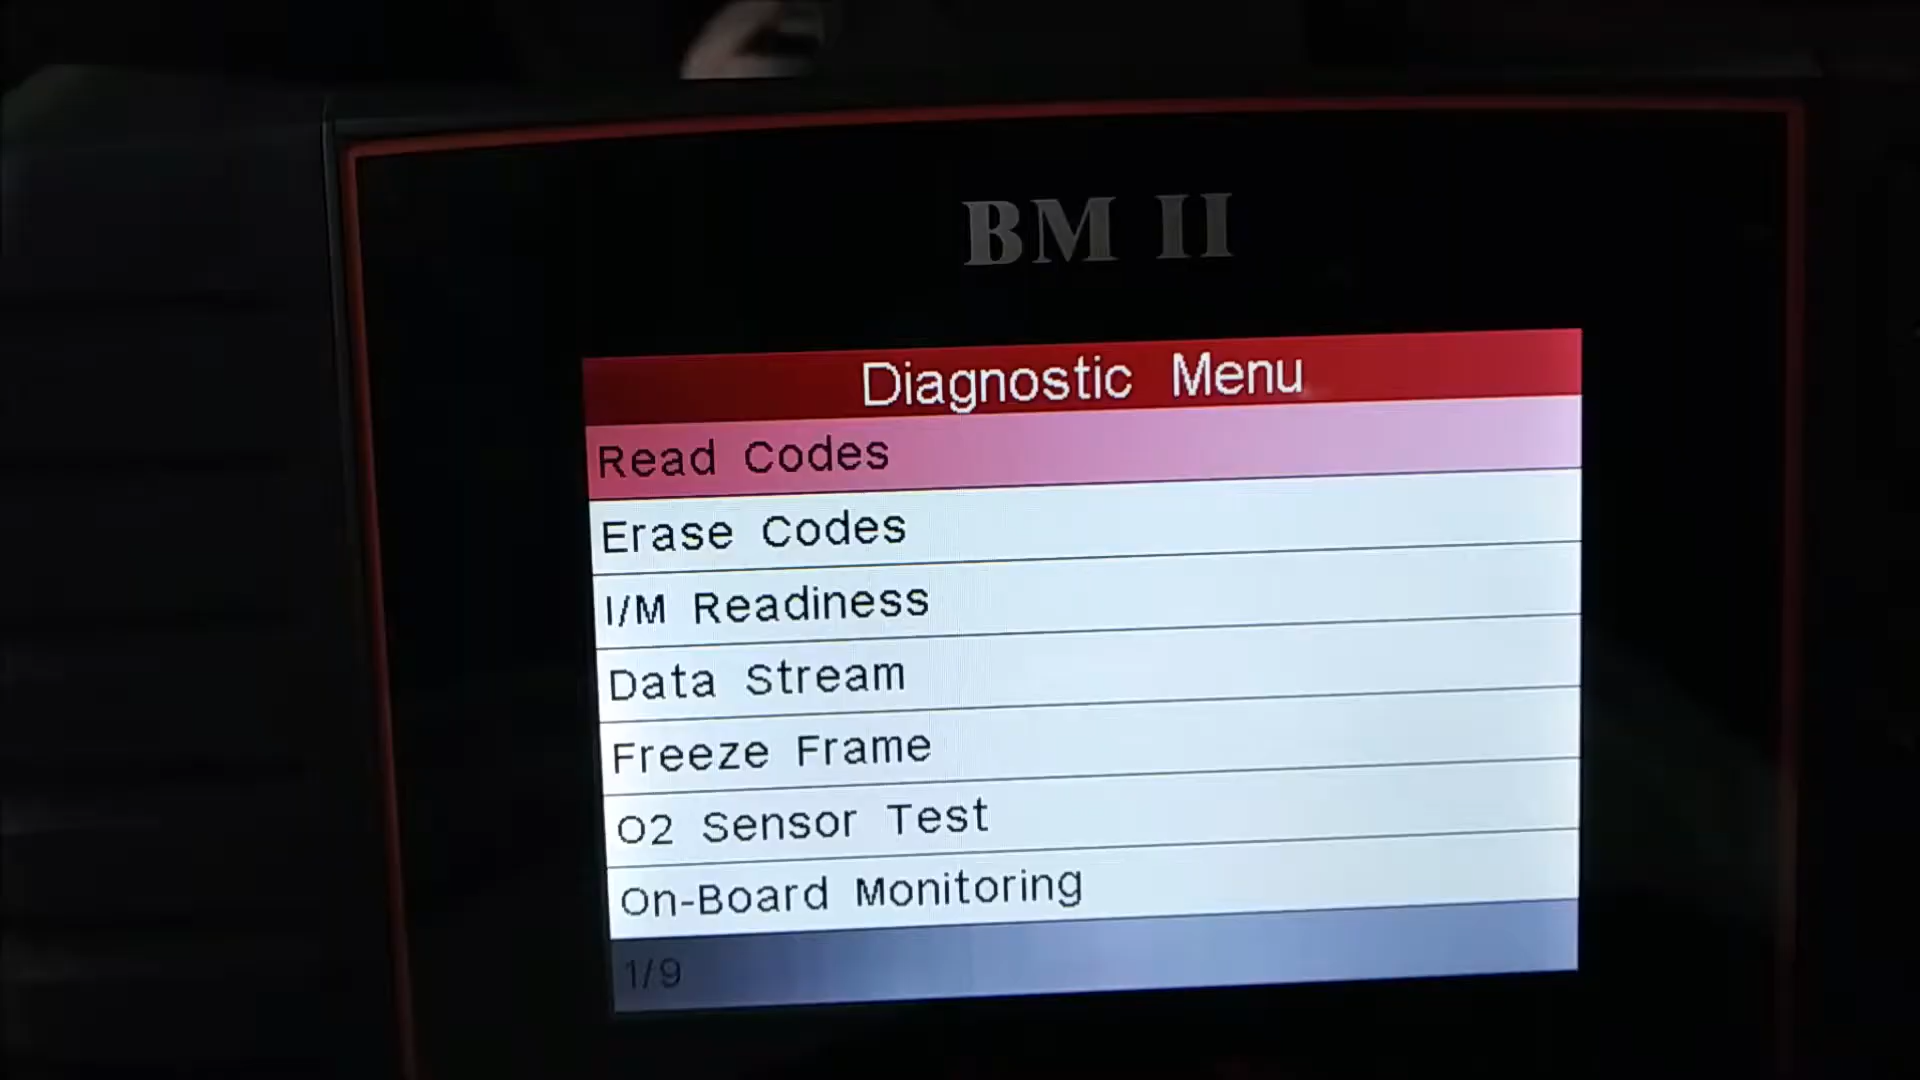 BM II
Diagnostic Menu
Read Codes
Erase Codes
I/M Readiness
Data Stream
Freeze Frame
O2 Sensor Test
On-Board Monitoring
1/9